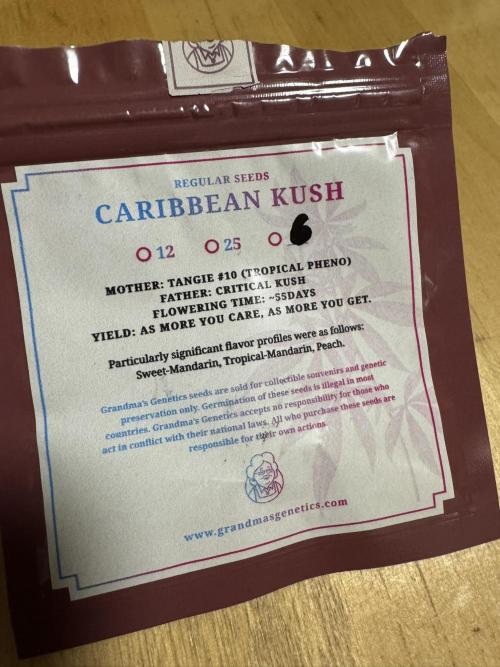 REGULAR SEEDS
CARIBBEAN KUSH
12 25 6
MOTHER: TANGIE #10 (TROPICAL PHENO)
FATHER: CRITICAL KUSH
FLOWERING TIME: ~55DAYS
YIELD: AS MORE YOU CARE, AS MORE YOU GET.
Particularly significant flavor profiles were as follows:
Sweet-Mandarin, Tropical-Mandarin, Peach.
Grandma's Genetics seeds are sold for collectible souvenirs and genetic
preservation only. Germination of these seeds is illegal in most
countries. Grandma's Genetics accepts no responsibility for those who
act in conflict with their national laws. All who purchase these seeds are
responsible for their own actions
www.grandmasgenetics.com